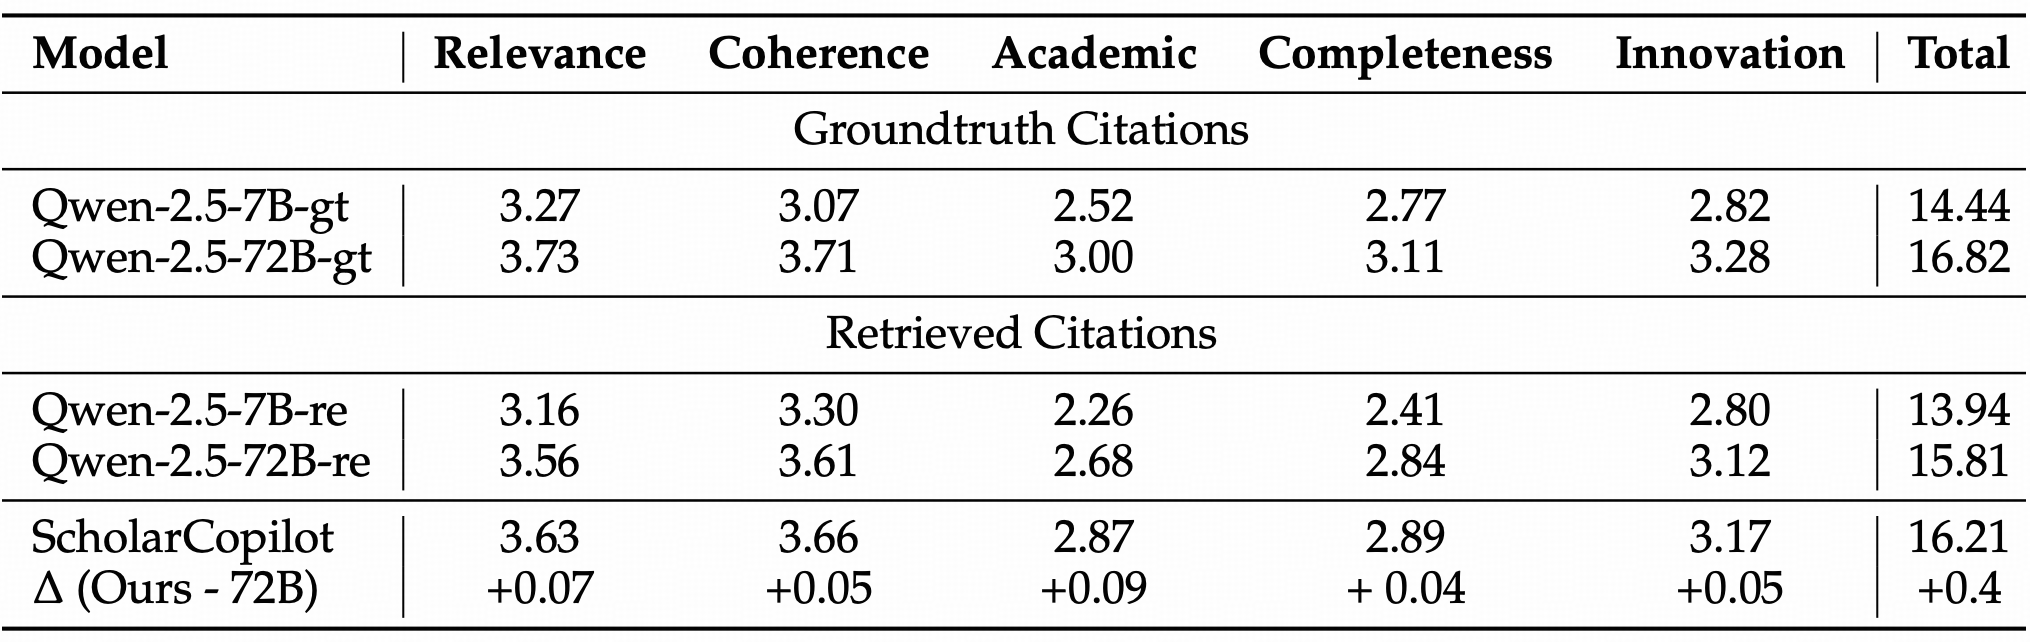 Model Relevance Coherence Academic Completeness Innovation Total
Groundtruth Citations
Qwen-2.5-7B-gt 3.27 3.07 2.52 2.77 2.82 14.44
Qwen-2.5-72B-gt 3.73 3.71 3.00 3.11 3.28 16.82
Retrieved Citations
Qwen-2.5-7B-re 3.16 3.30 2.26 2.41 2.80 13.94
Qwen-2.5-72B-re 3.56 3.61 2.68 2.84 3.12 15.81
ScholarCopilot 3.63 3.66 2.87 2.89 3.17 16.21
Δ (Ours - 72B) +0.07 +0.05 +0.09 + 0.04 +0.05 +0.4